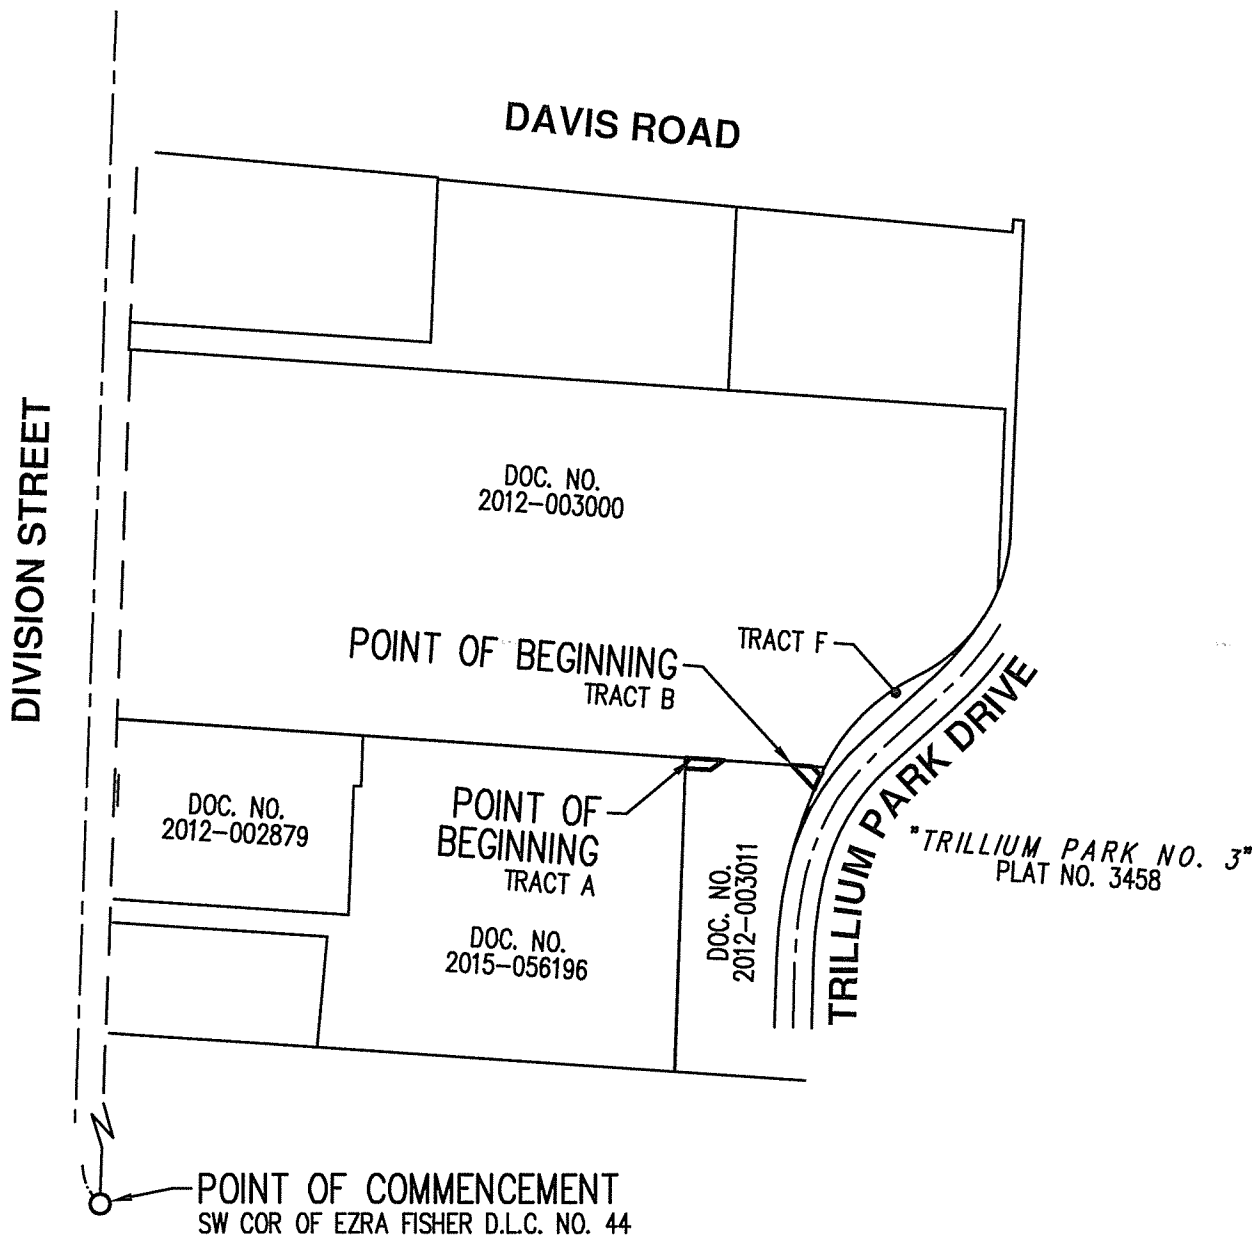 DAVIS ROAD
DIVISION STREET
DOC. NO.
2012-003000
POINT OF BEGINNING
TRACT B
TRACT F
TRILLIUM PARK DRIVE
DOC. NO.
2012-002879
POINT OF
BEGINNING
TRACT A
DOC. NO.
2015-056196
DOC. NO.
2012-003011
"TRILLIUM PARK NO. 3"
PLAT NO. 3458
POINT OF COMMENCEMENT
SW COR OF EZRA FISHER D.L.C. NO. 44